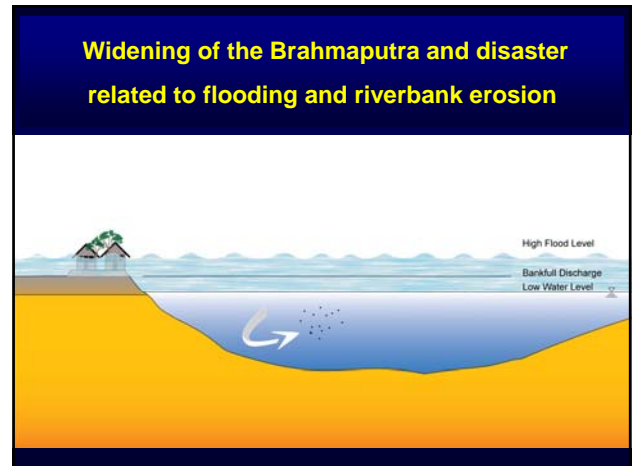 Widening of the Brahmaputra and disaster
related to flooding and riverbank erosion
High Flood Level
Bankfull Discharge
Low Water Level